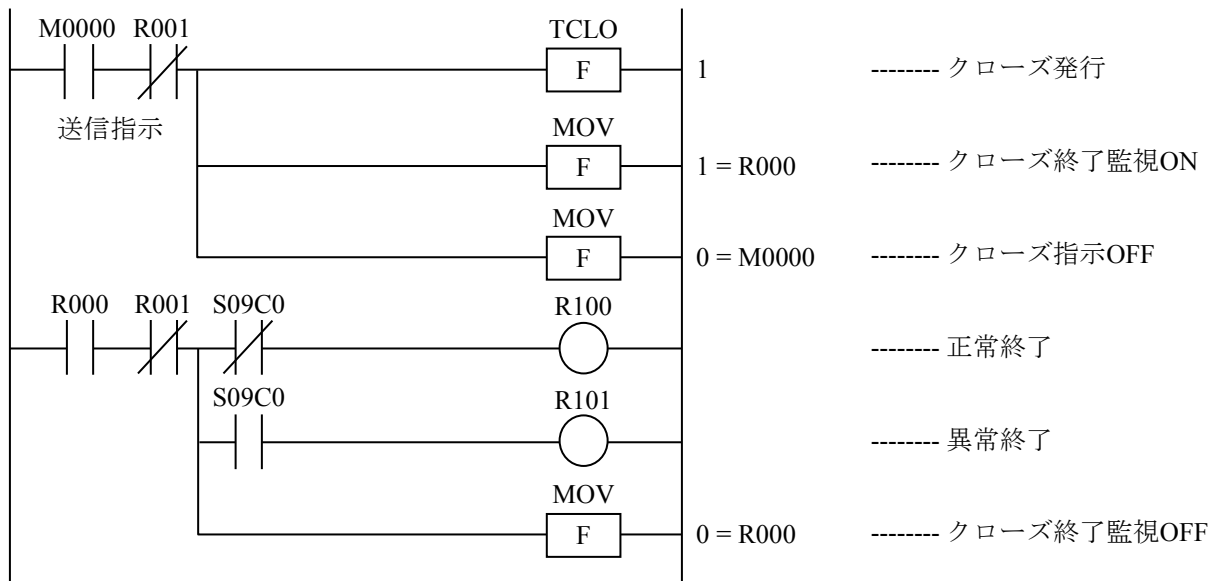 M0000 R001 TCLO
F 1 -------- クローズ発行
送信指示
MOV
F 1 = R000 -------- クローズ終了監視ON
MOV
F 0 = M0000 -------- クローズ指示OFF
R000 R001 S09C0 R100
-------- 正常終了
S09C0 R101
-------- 異常終了
MOV
F 0 = R000 -------- クローズ終了監視OFF